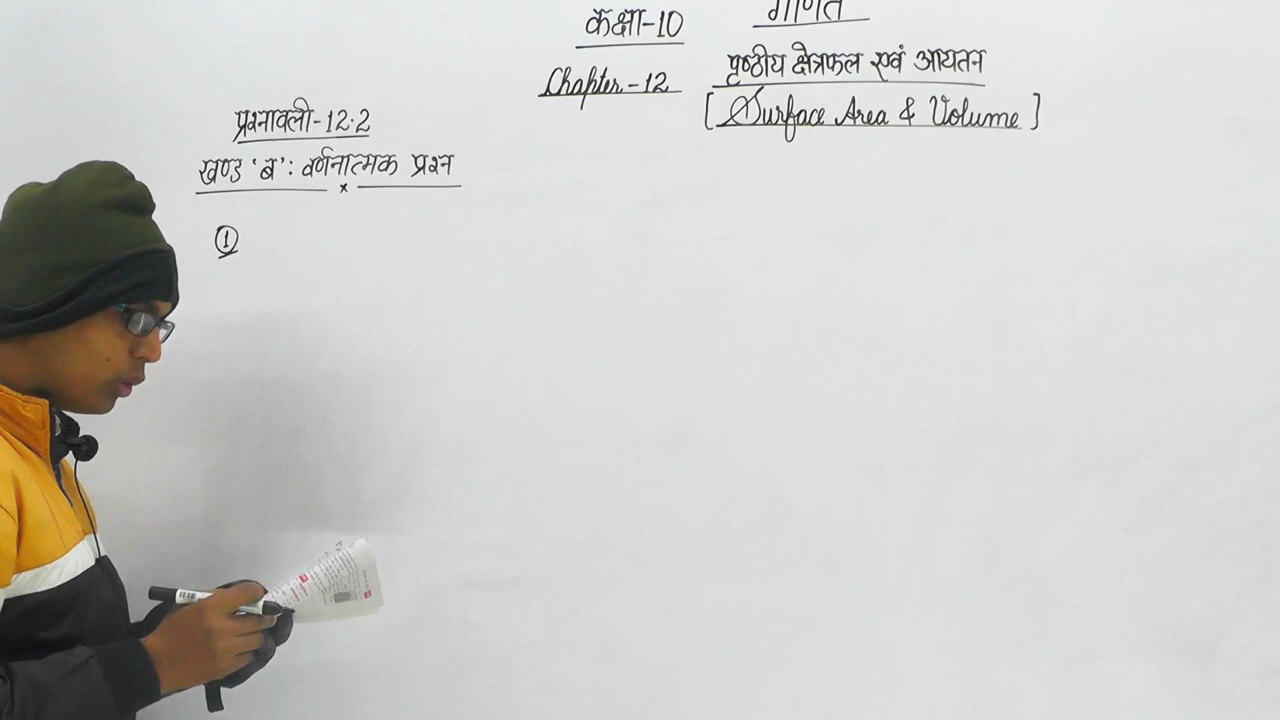 कक्षा-10 गणित
Chapter-12 पृष्ठीय क्षेत्रफल एवं आयतन
[Surface Area & Volume]
प्रश्नावली-12.2
खण्ड 'ब': वर्णनात्मक प्रश्न
①